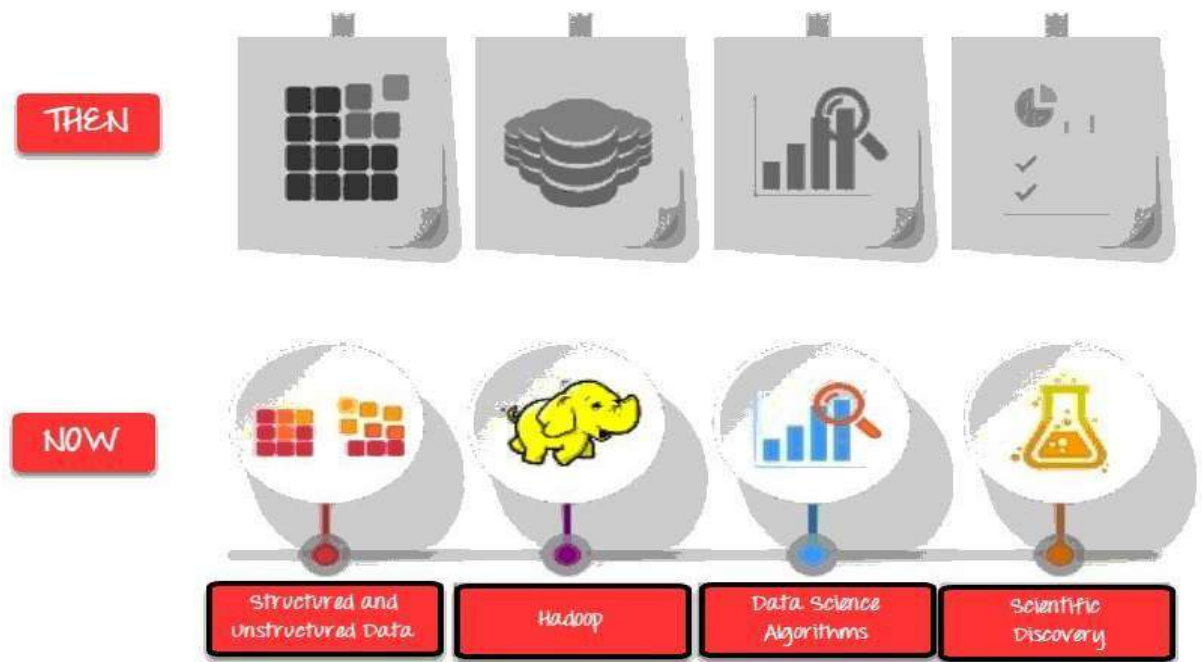 THEN
NOW
Structured and
Unstructured Data
Hadoop
Data Science
Algorithms
Scientific
Discovery